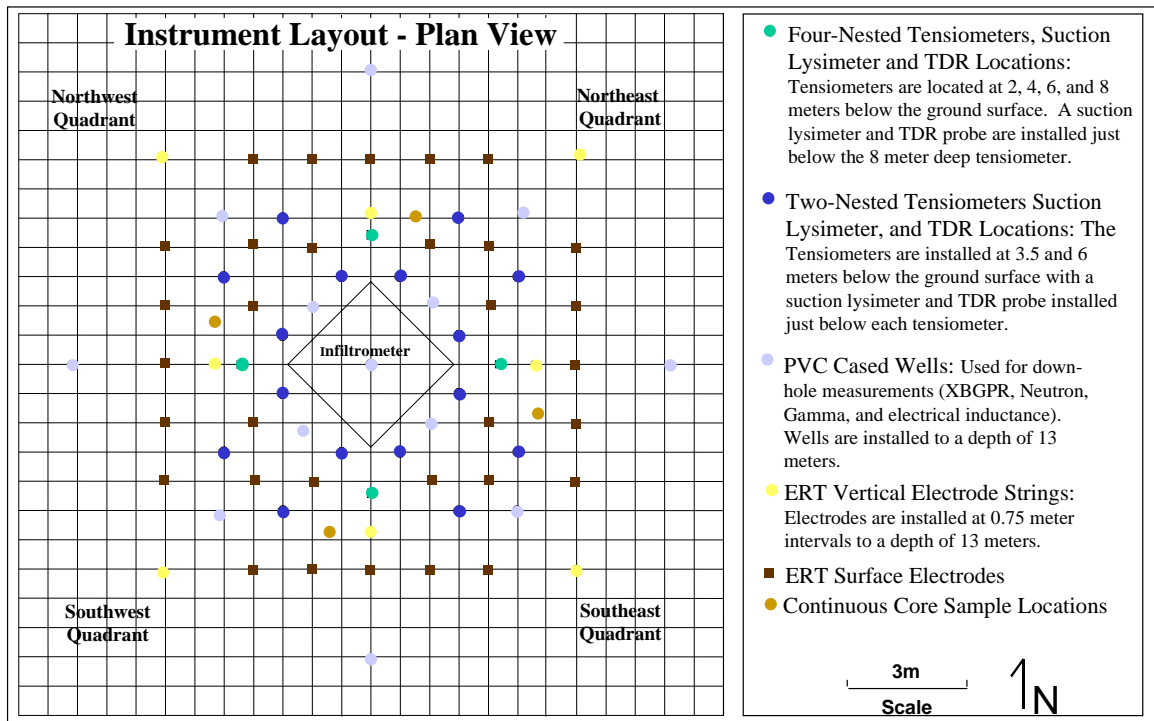 Instrument Layout - Plan View
Northwest
Quadrant
Northeast
Quadrant
Infiltrometer
Southwest
Quadrant
Southeast
Quadrant
Four-Nested Tensiometers, Suction
Lysimeter and TDR Locations:
Tensiometers are located at 2, 4, 6, and 8
meters below the ground surface. A suction
lysimeter and TDR probe are installed just
below the 8 meter deep tensiometer.
Two-Nested Tensiometers Suction
Lysimeter, and TDR Locations: The
Tensiometers are installed at 3.5 and 6
meters below the ground surface with a
suction lysimeter and TDR probe installed
just below each tensiometer.
PVC Cased Wells: Used for down-
hole measurements (XBGPR, Neutron,
Gamma, and electrical inductance).
Wells are installed to a depth of 13
meters.
ERT Vertical Electrode Strings:
Electrodes are installed at 0.75 meter
intervals to a depth of 13 meters.
ERT Surface Electrodes
Continuous Core Sample Locations
3m
Scale
N